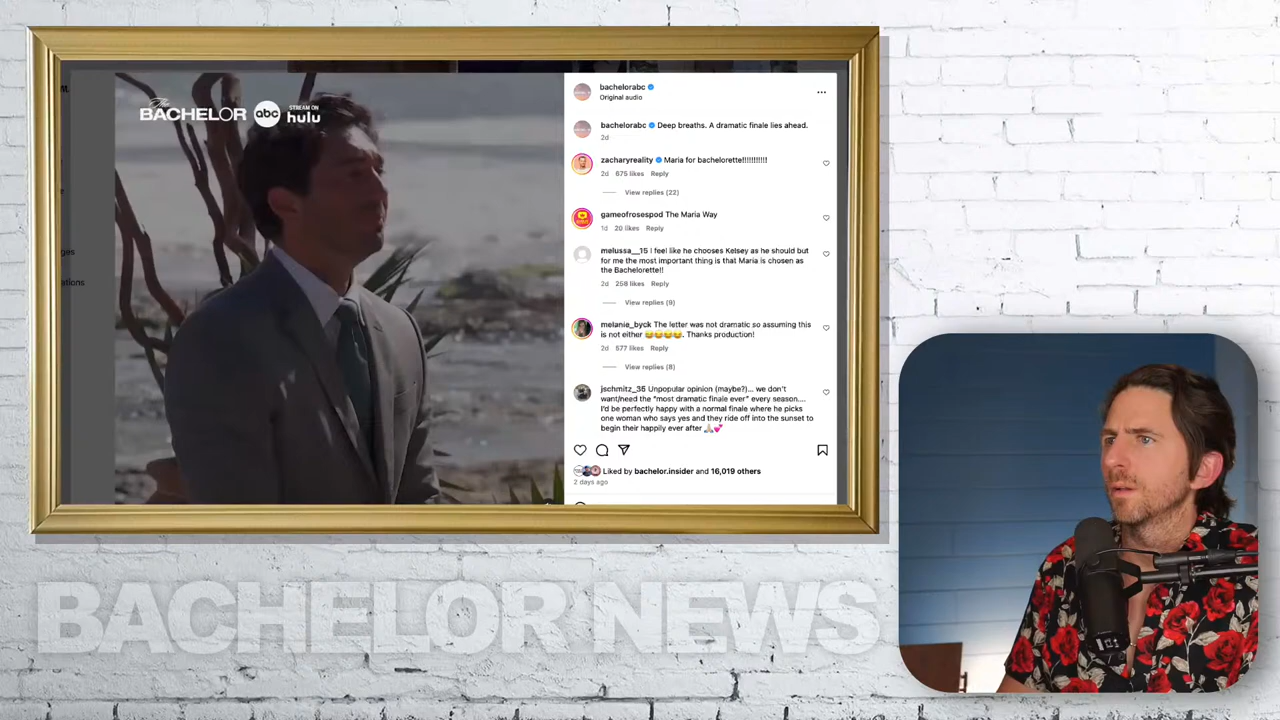 The
BACHELOR
abc
STREAM ON
hulu
ges
ations
bachelorabc
Original audio
bachelorabc Deep breaths. A dramatic finale lies ahead.
2d
zacharyreality Maria for bachelorette!!!!!!!!!!!
2d 675 likes Reply
View replies (22)
gameofrosespod The Maria Way
1d 20 likes Reply
melussa__15 I feel like he chooses Kelsey as he should but
for me the most important thing is that Maria is chosen as
the Bachelorette!!
2d 258 likes Reply
View replies (9)
melanie_byck The letter was not dramatic so assuming this
is not either 😂😂😂😂. Thanks production!
2d 577 likes Reply
View replies (8)
jschmitz_35 Unpopular opinion (maybe?)... we don't
want/need the "most dramatic finale ever" every season....
I'd be perfectly happy with a normal finale where he picks
one woman who says yes and they ride off into the sunset to
begin their happily ever after 🙏🏼💕
Liked by bachelor.insider and 16,019 others
2 days ago
BACHELOR NEWS